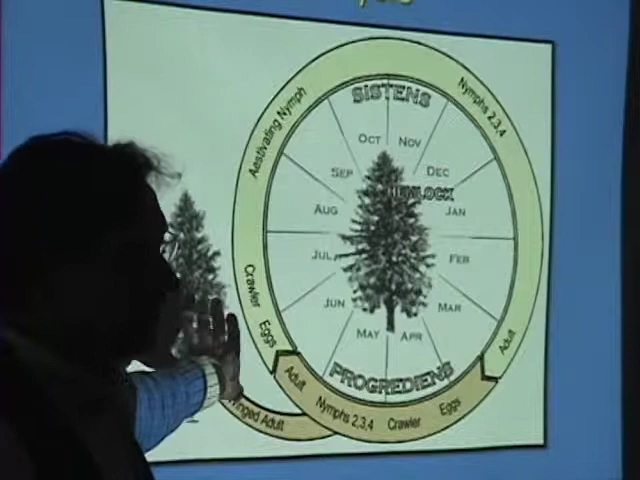 SISTENS
Aestivating Nymph
Nymphs 2,3,4
OCT
NOV
SEP
DEC
HEMLOCK
AUG
JAN
JUL
FEB
Crawler
JUN
MAR
Eggs
MAY
APR
Adult
PROGREDIENS
Adult
Nymphs 2,3,4
Crawler
Eggs
Winged Adult